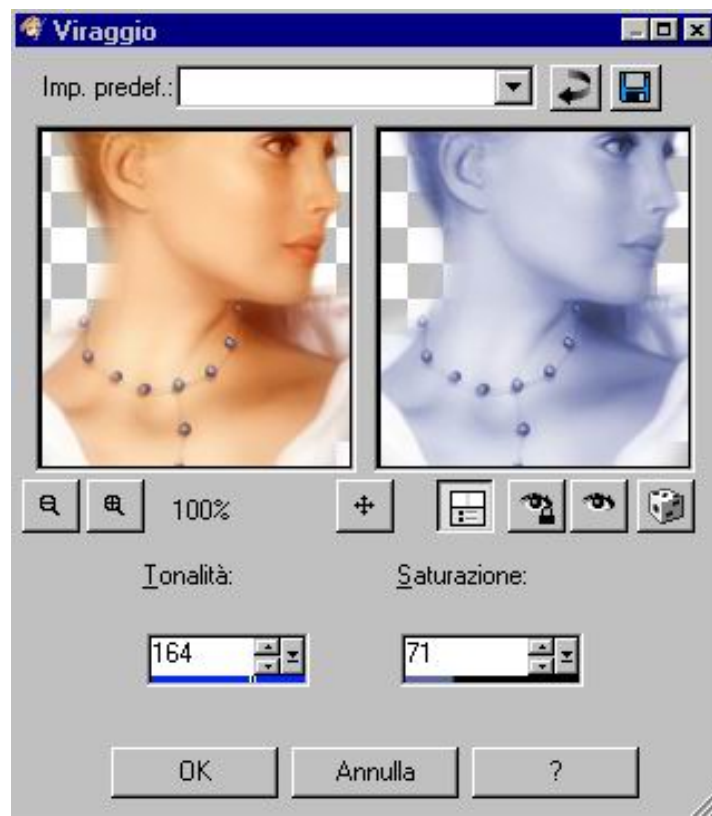 Viraggio
Imp. predef.:
100%
Tonalità: Saturazione:
164 71
OK Annulla ?